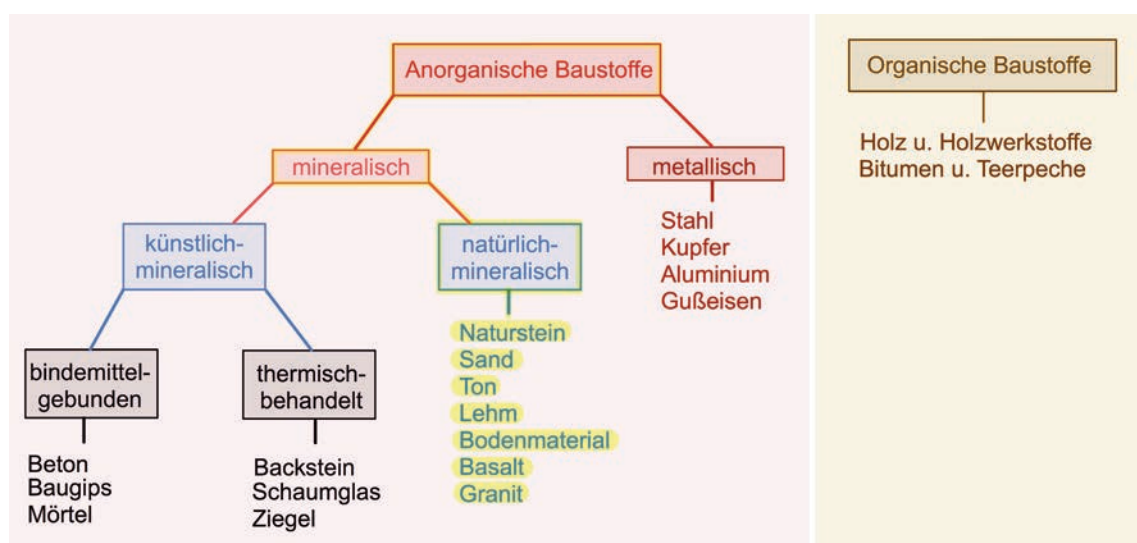 Anorganische Baustoffe
Organische Baustoffe
Holz u. Holzwerkstoffe
Bitumen u. Teerpeche
mineralisch
metallisch
Stahl
Kupfer
Aluminium
Gußeisen
künstlich-
mineralisch
natürlich-
mineralisch
Naturstein
Sand
Ton
Lehm
Bodenmaterial
Basalt
Granit
bindemittel-
gebunden
thermisch-
behandelt
Beton
Baugips
Mörtel
Backstein
Schaumglas
Ziegel